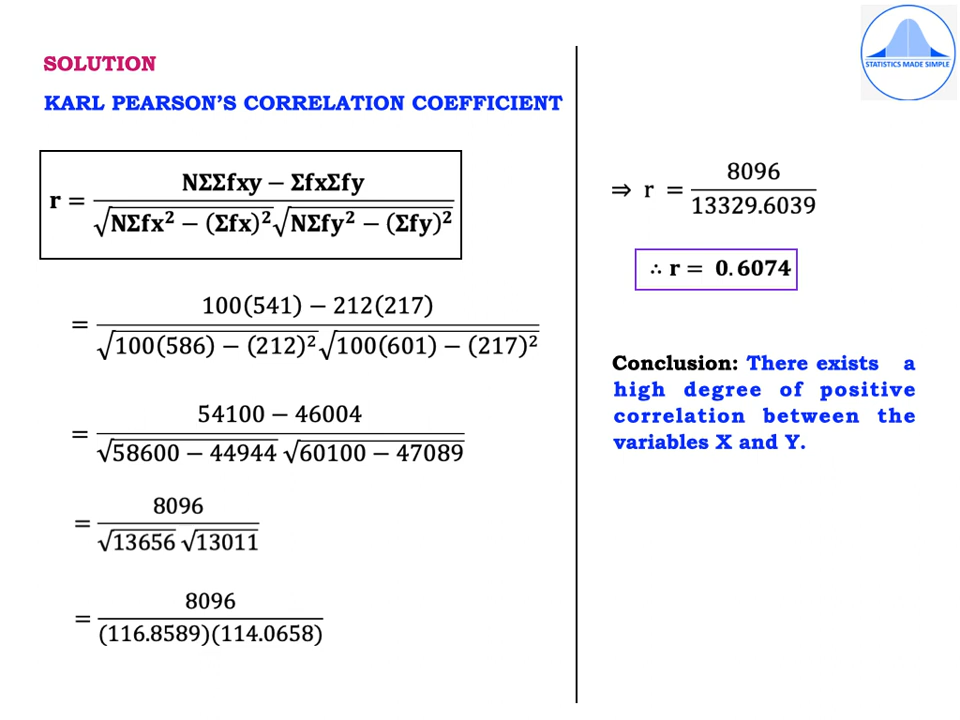 STATISTICS MADE SIMPLE
SOLUTION
KARL PEARSON'S CORRELATION COEFFICIENT
r = (NΣΣfxy − ΣfxΣfy) / (√(NΣfx² − (Σfx)²) √(NΣfy² − (Σfy)²))
= (100(541) − 212(217)) / (√(100(586) − (212)²) √(100(601) − (217)²))
= (54100 − 46004) / (√(58600 − 44944) √(60100 − 47089))
= 8096 / (√13656 √13011)
= 8096 / ((116.8589)(114.0658))
⇒ r = 8096 / 13329.6039
∴ r = 0.6074
Conclusion: There exists a
high degree of positive
correlation between the
variables X and Y.